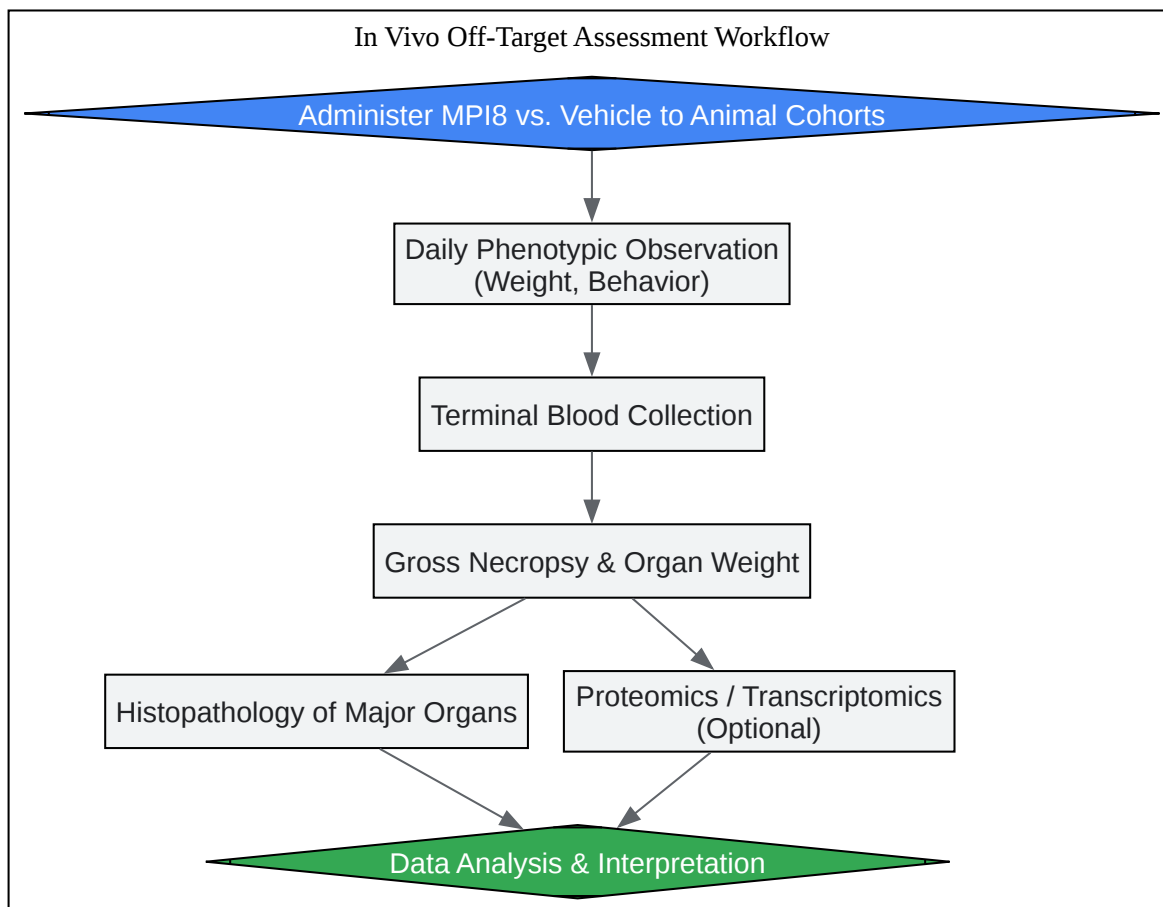 In Vivo Off-Target Assessment Workflow
Administer MPI8 vs. Vehicle to Animal Cohorts
Daily Phenotypic Observation
(Weight, Behavior)
Terminal Blood Collection
Gross Necropsy & Organ Weight
Histopathology of Major Organs
Proteomics / Transcriptomics
(Optional)
Data Analysis & Interpretation